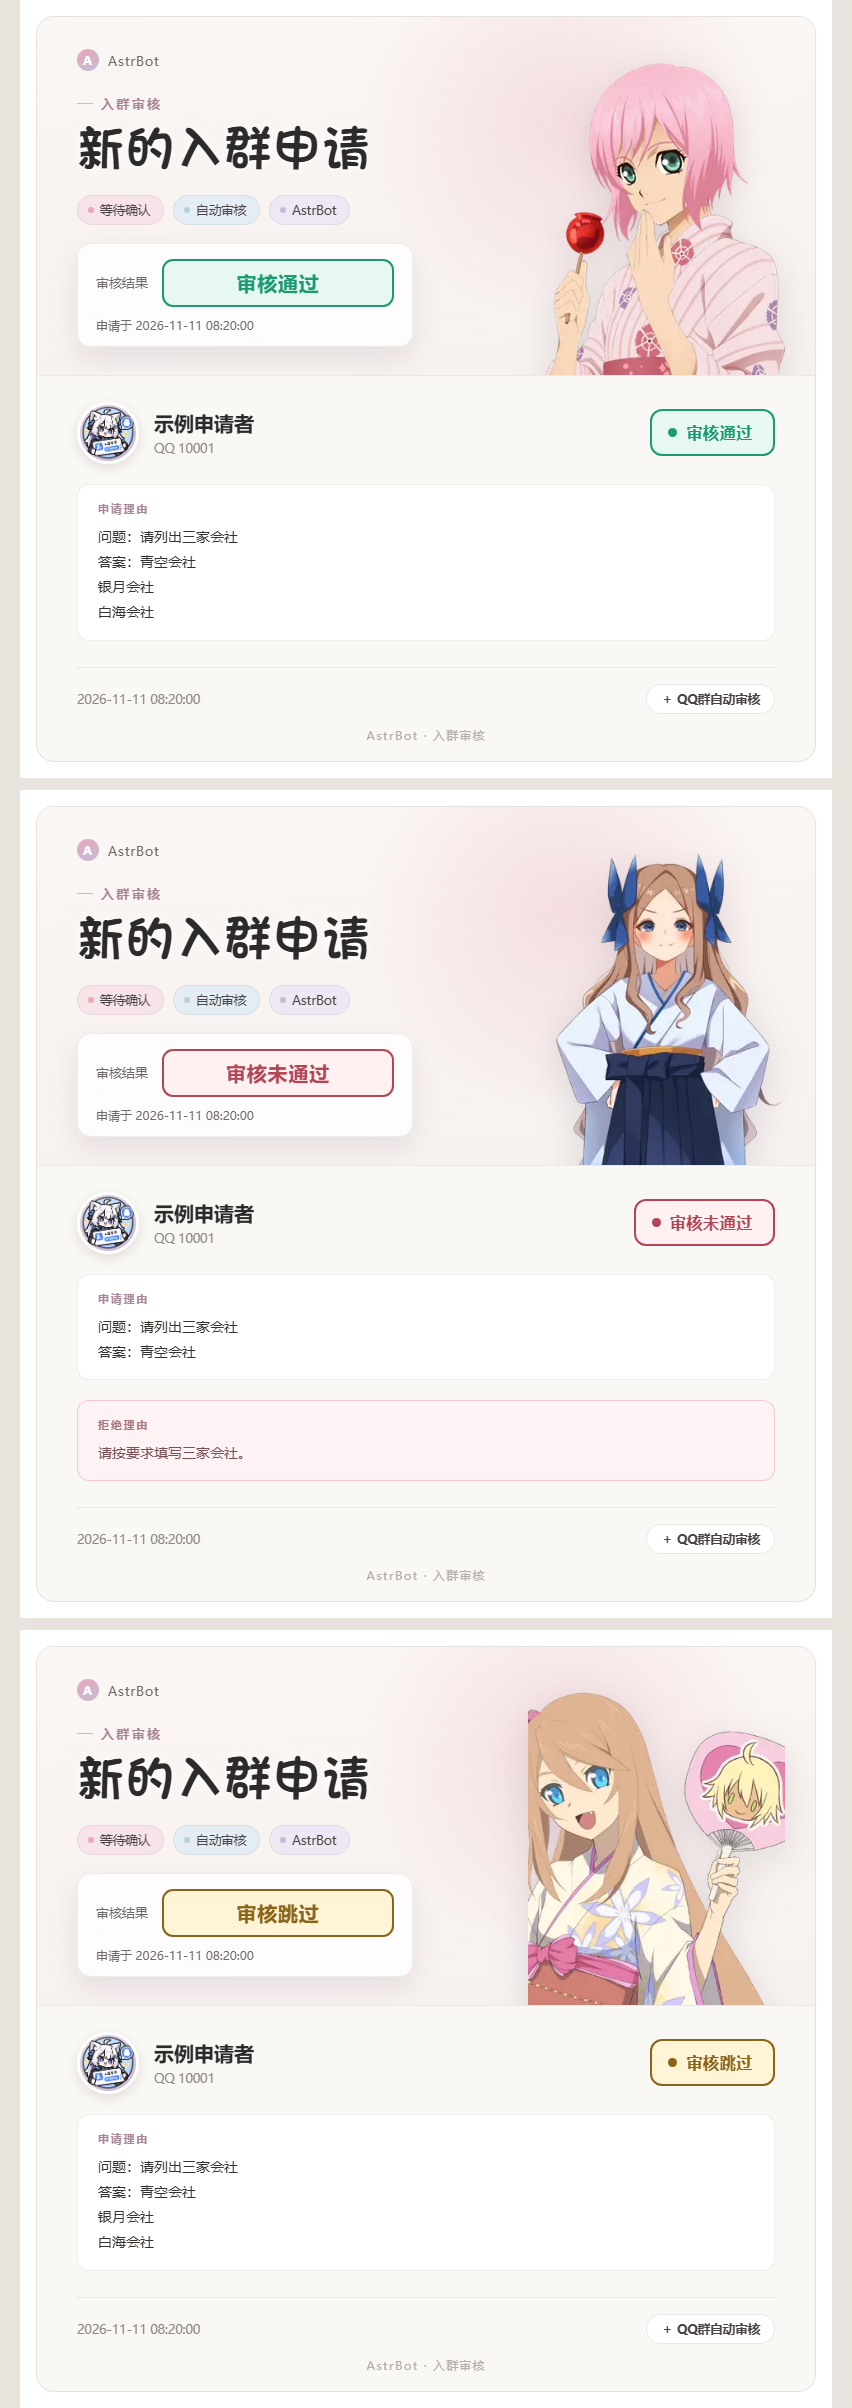 A AstrBot
入群审核
新的入群申请
等待确认 自动审核 AstrBot
审核结果 审核通过
申请于 2026-11-11 08:20:00
示例申请者
QQ 10001
审核通过
申请理由
问题：请列出三家会社
答案：青空会社
银月会社
白海会社
2026-11-11 08:20:00
+ QQ群自动审核
AstrBot · 入群审核
A AstrBot
入群审核
新的入群申请
等待确认 自动审核 AstrBot
审核结果 审核未通过
申请于 2026-11-11 08:20:00
示例申请者
QQ 10001
审核未通过
申请理由
问题：请列出三家会社
答案：青空会社
拒绝理由
请按要求填写三家会社。
2026-11-11 08:20:00
+ QQ群自动审核
AstrBot · 入群审核
A AstrBot
入群审核
新的入群申请
等待确认 自动审核 AstrBot
审核结果 审核跳过
申请于 2026-11-11 08:20:00
示例申请者
QQ 10001
审核跳过
申请理由
问题：请列出三家会社
答案：青空会社
银月会社
白海会社
2026-11-11 08:20:00
+ QQ群自动审核
AstrBot · 入群审核